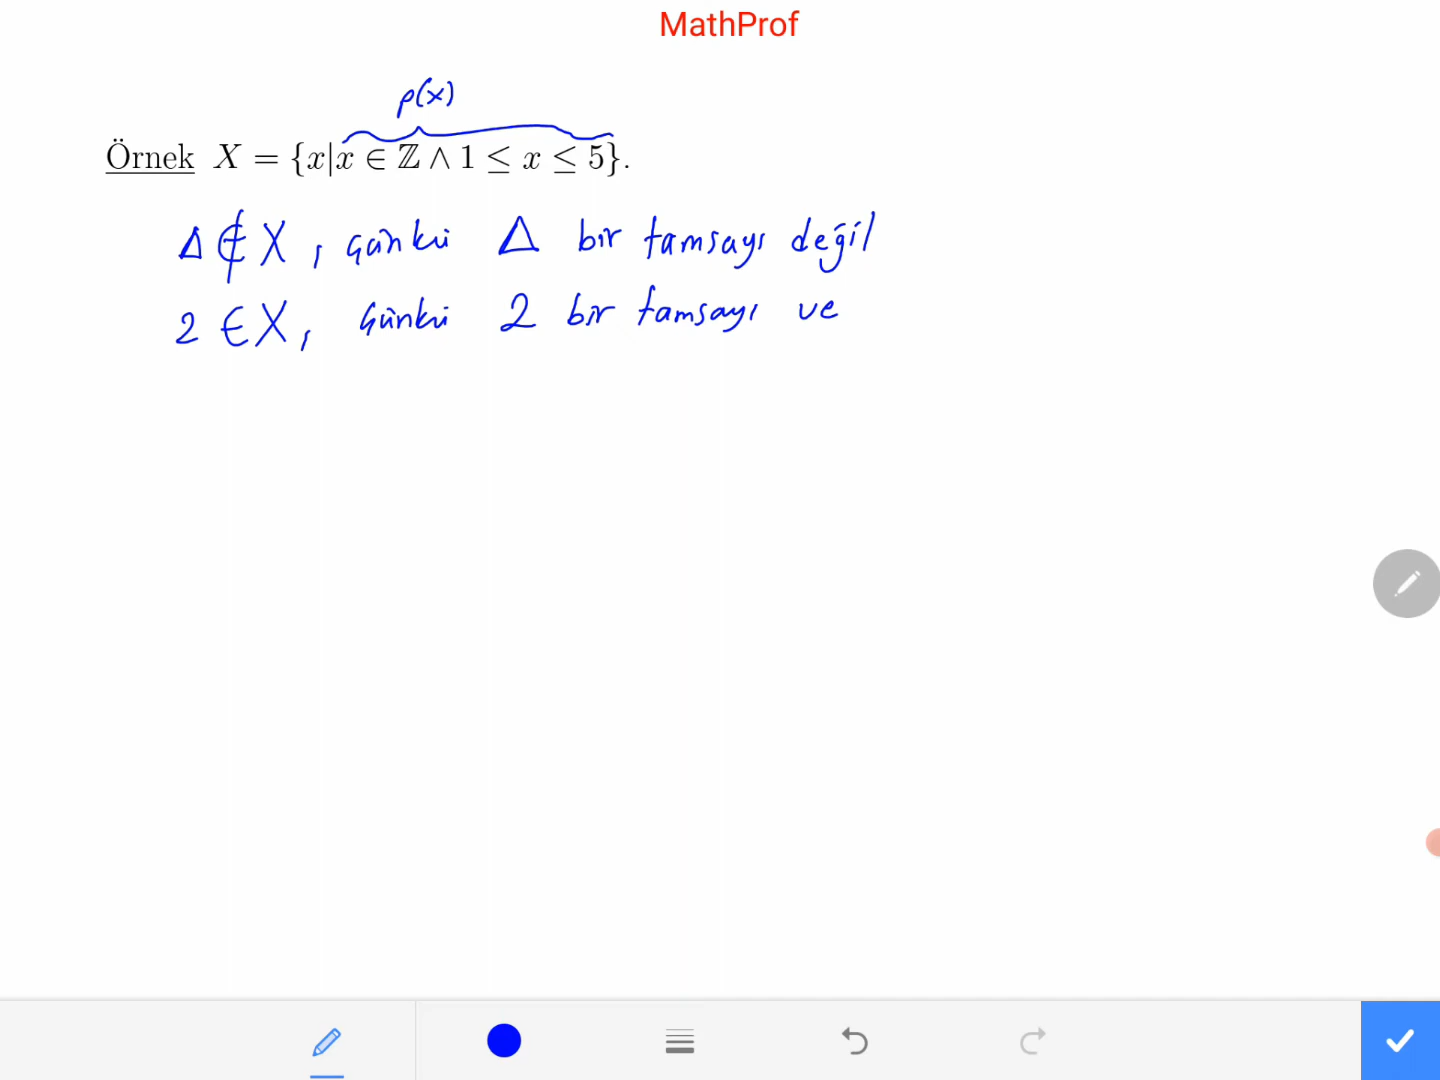 MathProf
p(x)
Örnek X = {x|x ∈ ℤ ∧ 1 ≤ x ≤ 5}.
Δ ∉ X, çünkü Δ bir tamsayı değil
2 ∈ X, çünkü 2 bir tamsayı ve